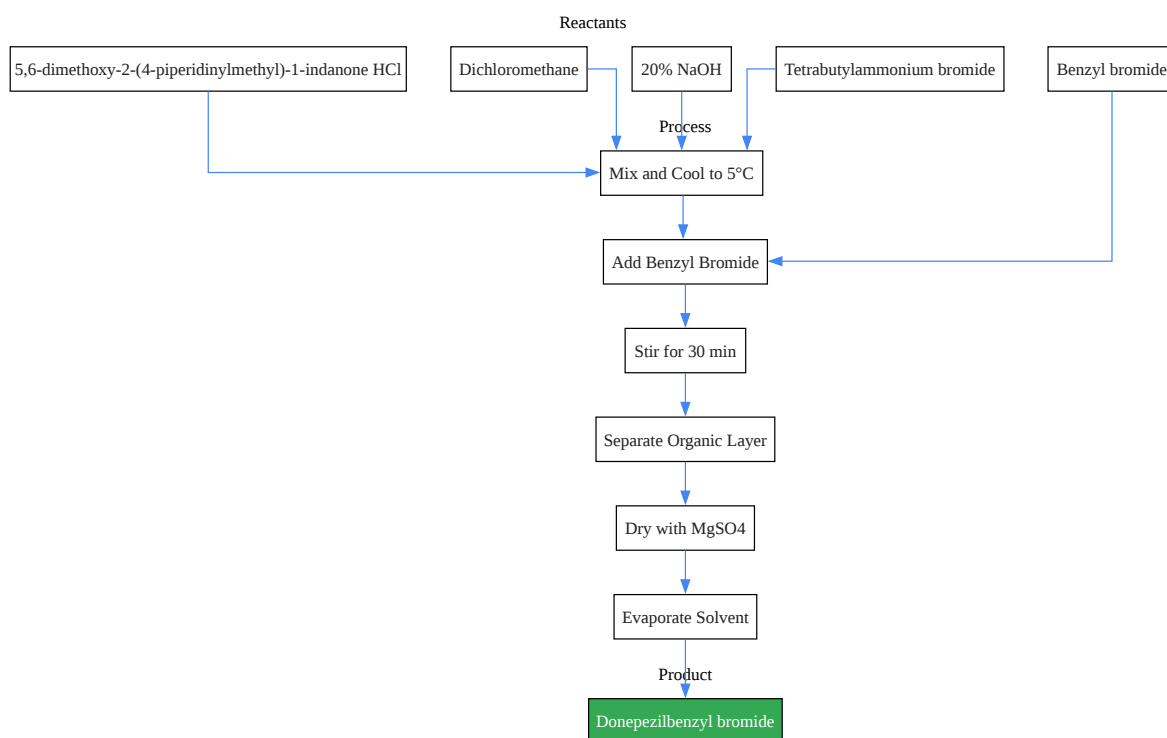 Reactants
5,6-dimethoxy-2-(4-piperidinylmethyl)-1-indanone HCl
Dichloromethane
20% NaOH
Tetrabutylammonium bromide
Benzyl bromide
Process
Mix and Cool to 5°C
Add Benzyl Bromide
Stir for 30 min
Separate Organic Layer
Dry with MgSO4
Evaporate Solvent
Product
Donepezilbenzyl bromide